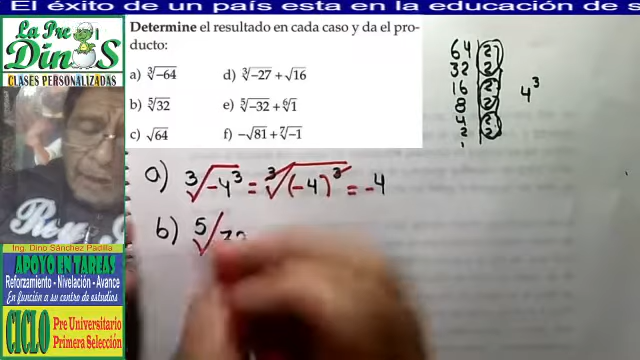 El éxito de un país esta en la educación de s
La Pre
DinoS
CLASES PERSONALIZADAS
Determine el resultado en cada caso y da el pro-
ducto:
a) ∛-64
d) ∛-27 + √16
b) ⁵√32
e) ⁵√-32 + ⁶√1
c) √64
f) -√81 + ⁷√-1
64 2
32 2
16 2
8 2
4 2
2 2
1
4³
a) ∛-4³ = ∛(-4)³ = -4
b) ⁵√32
Ing. Dino Sánchez Padilla
APOYO EN TAREAS
Reforzamiento - Nivelación - Avance
En función a su centro de estudios
CICLO
Pre Universitario
Primera Selección